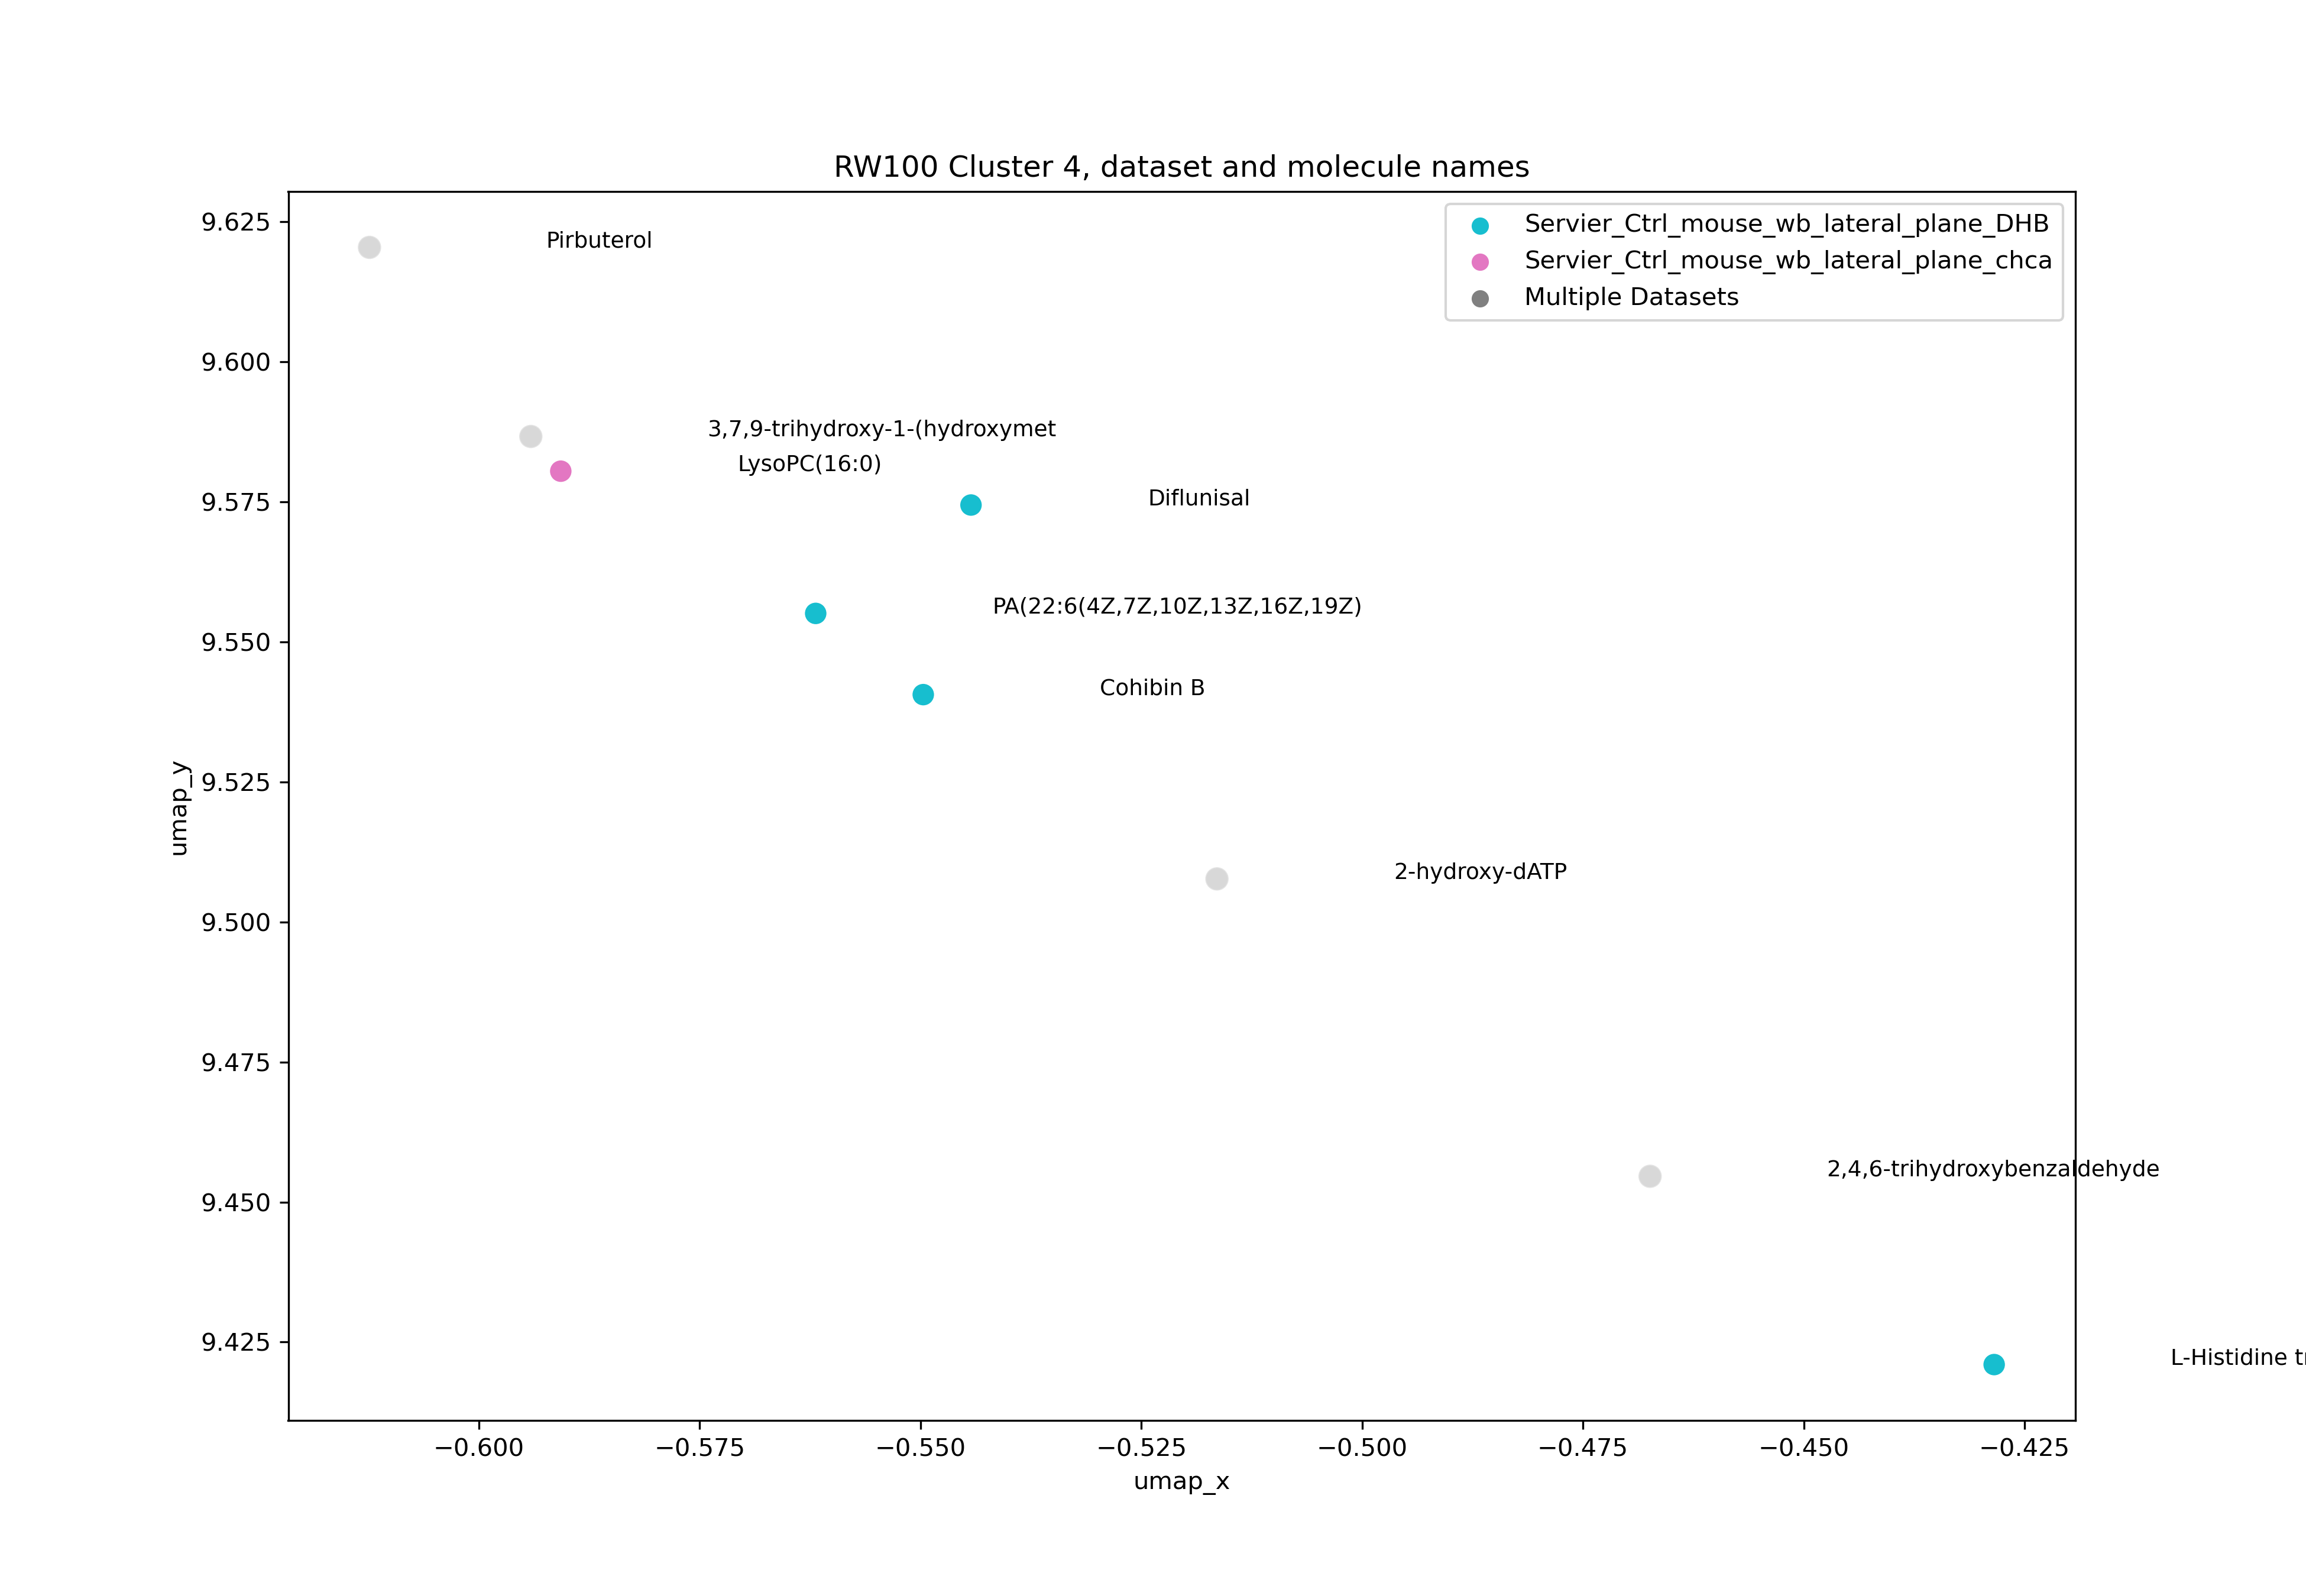 RW100 Cluster 4, dataset and molecule names
Servier_Ctrl_mouse_wb_lateral_plane_DHB
Servier_Ctrl_mouse_wb_lateral_plane_chca
Multiple Datasets
9.625
9.600
9.575
9.550
9.525
9.500
9.475
9.450
9.425
umap_y
Pirbuterol
3,7,9-trihydroxy-1-(hydroxymet
LysoPC(16:0)
Diflunisal
PA(22:6(4Z,7Z,10Z,13Z,16Z,19Z)
Cohibin B
2-hydroxy-dATP
2,4,6-trihydroxybenzaldehyde
L-Histidine
−0.600 −0.575 −0.550 −0.525 −0.500 −0.475 −0.450 −0.425
umap_x